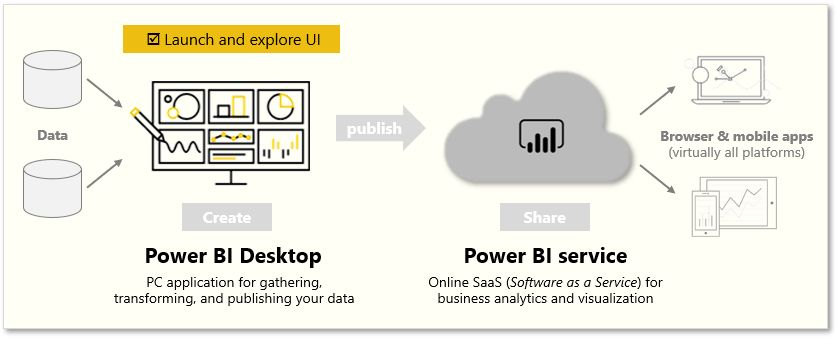 ☑ Launch and explore UI
Data
publish
Browser & mobile apps
(virtually all platforms)
Create
Share
Power BI Desktop
PC application for gathering,
transforming, and publishing your data
Power BI service
Online SaaS (Software as a Service) for
business analytics and visualization